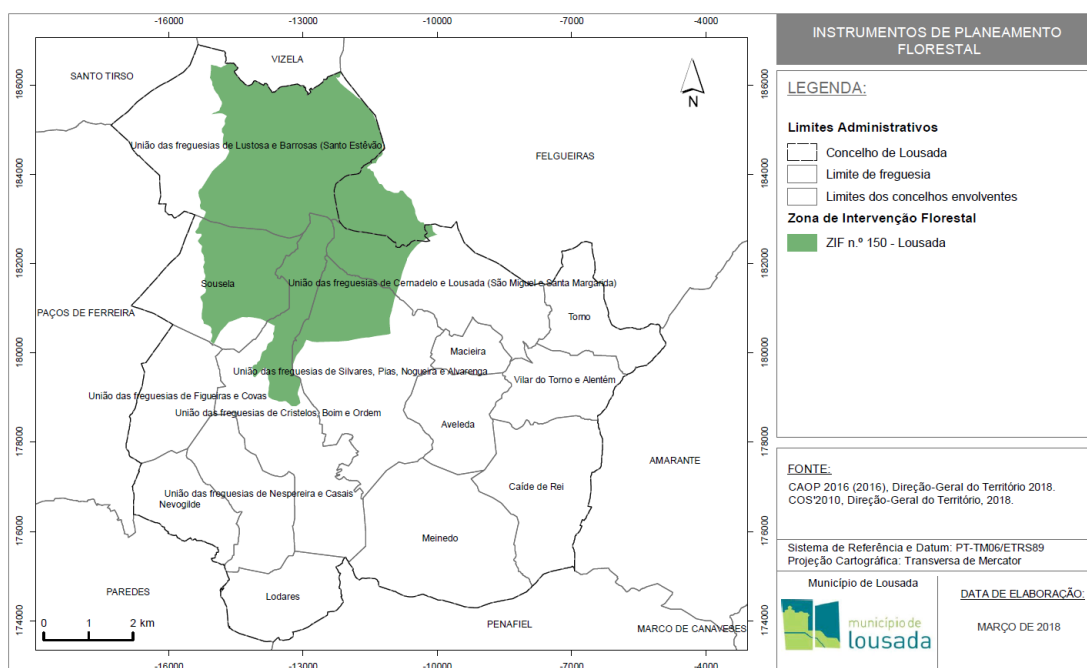 -16000 -13000 -10000 -7000 -4000
186000
184000
182000
180000
178000
176000
174000
186000
184000
182000
180000
178000
176000
174000
SANTO TIRSO
VIZELA
N
União das freguesias de Lustosa e Barrosas (Santo Estêvão)
FELGUEIRAS
Sousela
União das freguesias de Cernadelo e Lousada (São Miguel e Santa Margarida)
PAÇOS DE FERREIRA
Torno
Macieira
União das freguesias de Silvares, Pias, Nogueira e Alvarenga
Vilar do Torno e Alentém
União das freguesias de Figueiras e Covas
União das freguesias de Cristelos, Boim e Ordem
Aveleda
AMARANTE
Caíde de Rei
União das freguesias de Nespereira e Casais
Nevogilde
Meinedo
PAREDES
Lodares
PENAFIEL
MARCO DE CANAVESES
0 1 2 km
-16000 -13000 -10000 -7000 -4000
INSTRUMENTOS DE PLANEAMENTO
FLORESTAL
LEGENDA:
Limites Administrativos
Concelho de Lousada
Limite de freguesia
Limites dos concelhos envolventes
Zona de Intervenção Florestal
ZIF n.º 150 - Lousada
FONTE:
CAOP 2016 (2016), Direção-Geral do Território 2018.
COS'2010, Direção-Geral do Território, 2018.
Sistema de Referência e Datum: PT-TM06/ETRS89
Projeção Cartográfica: Transversa de Mercator
Município de Lousada
município de
lousada
DATA DE ELABORAÇÃO:
MARÇO DE 2018